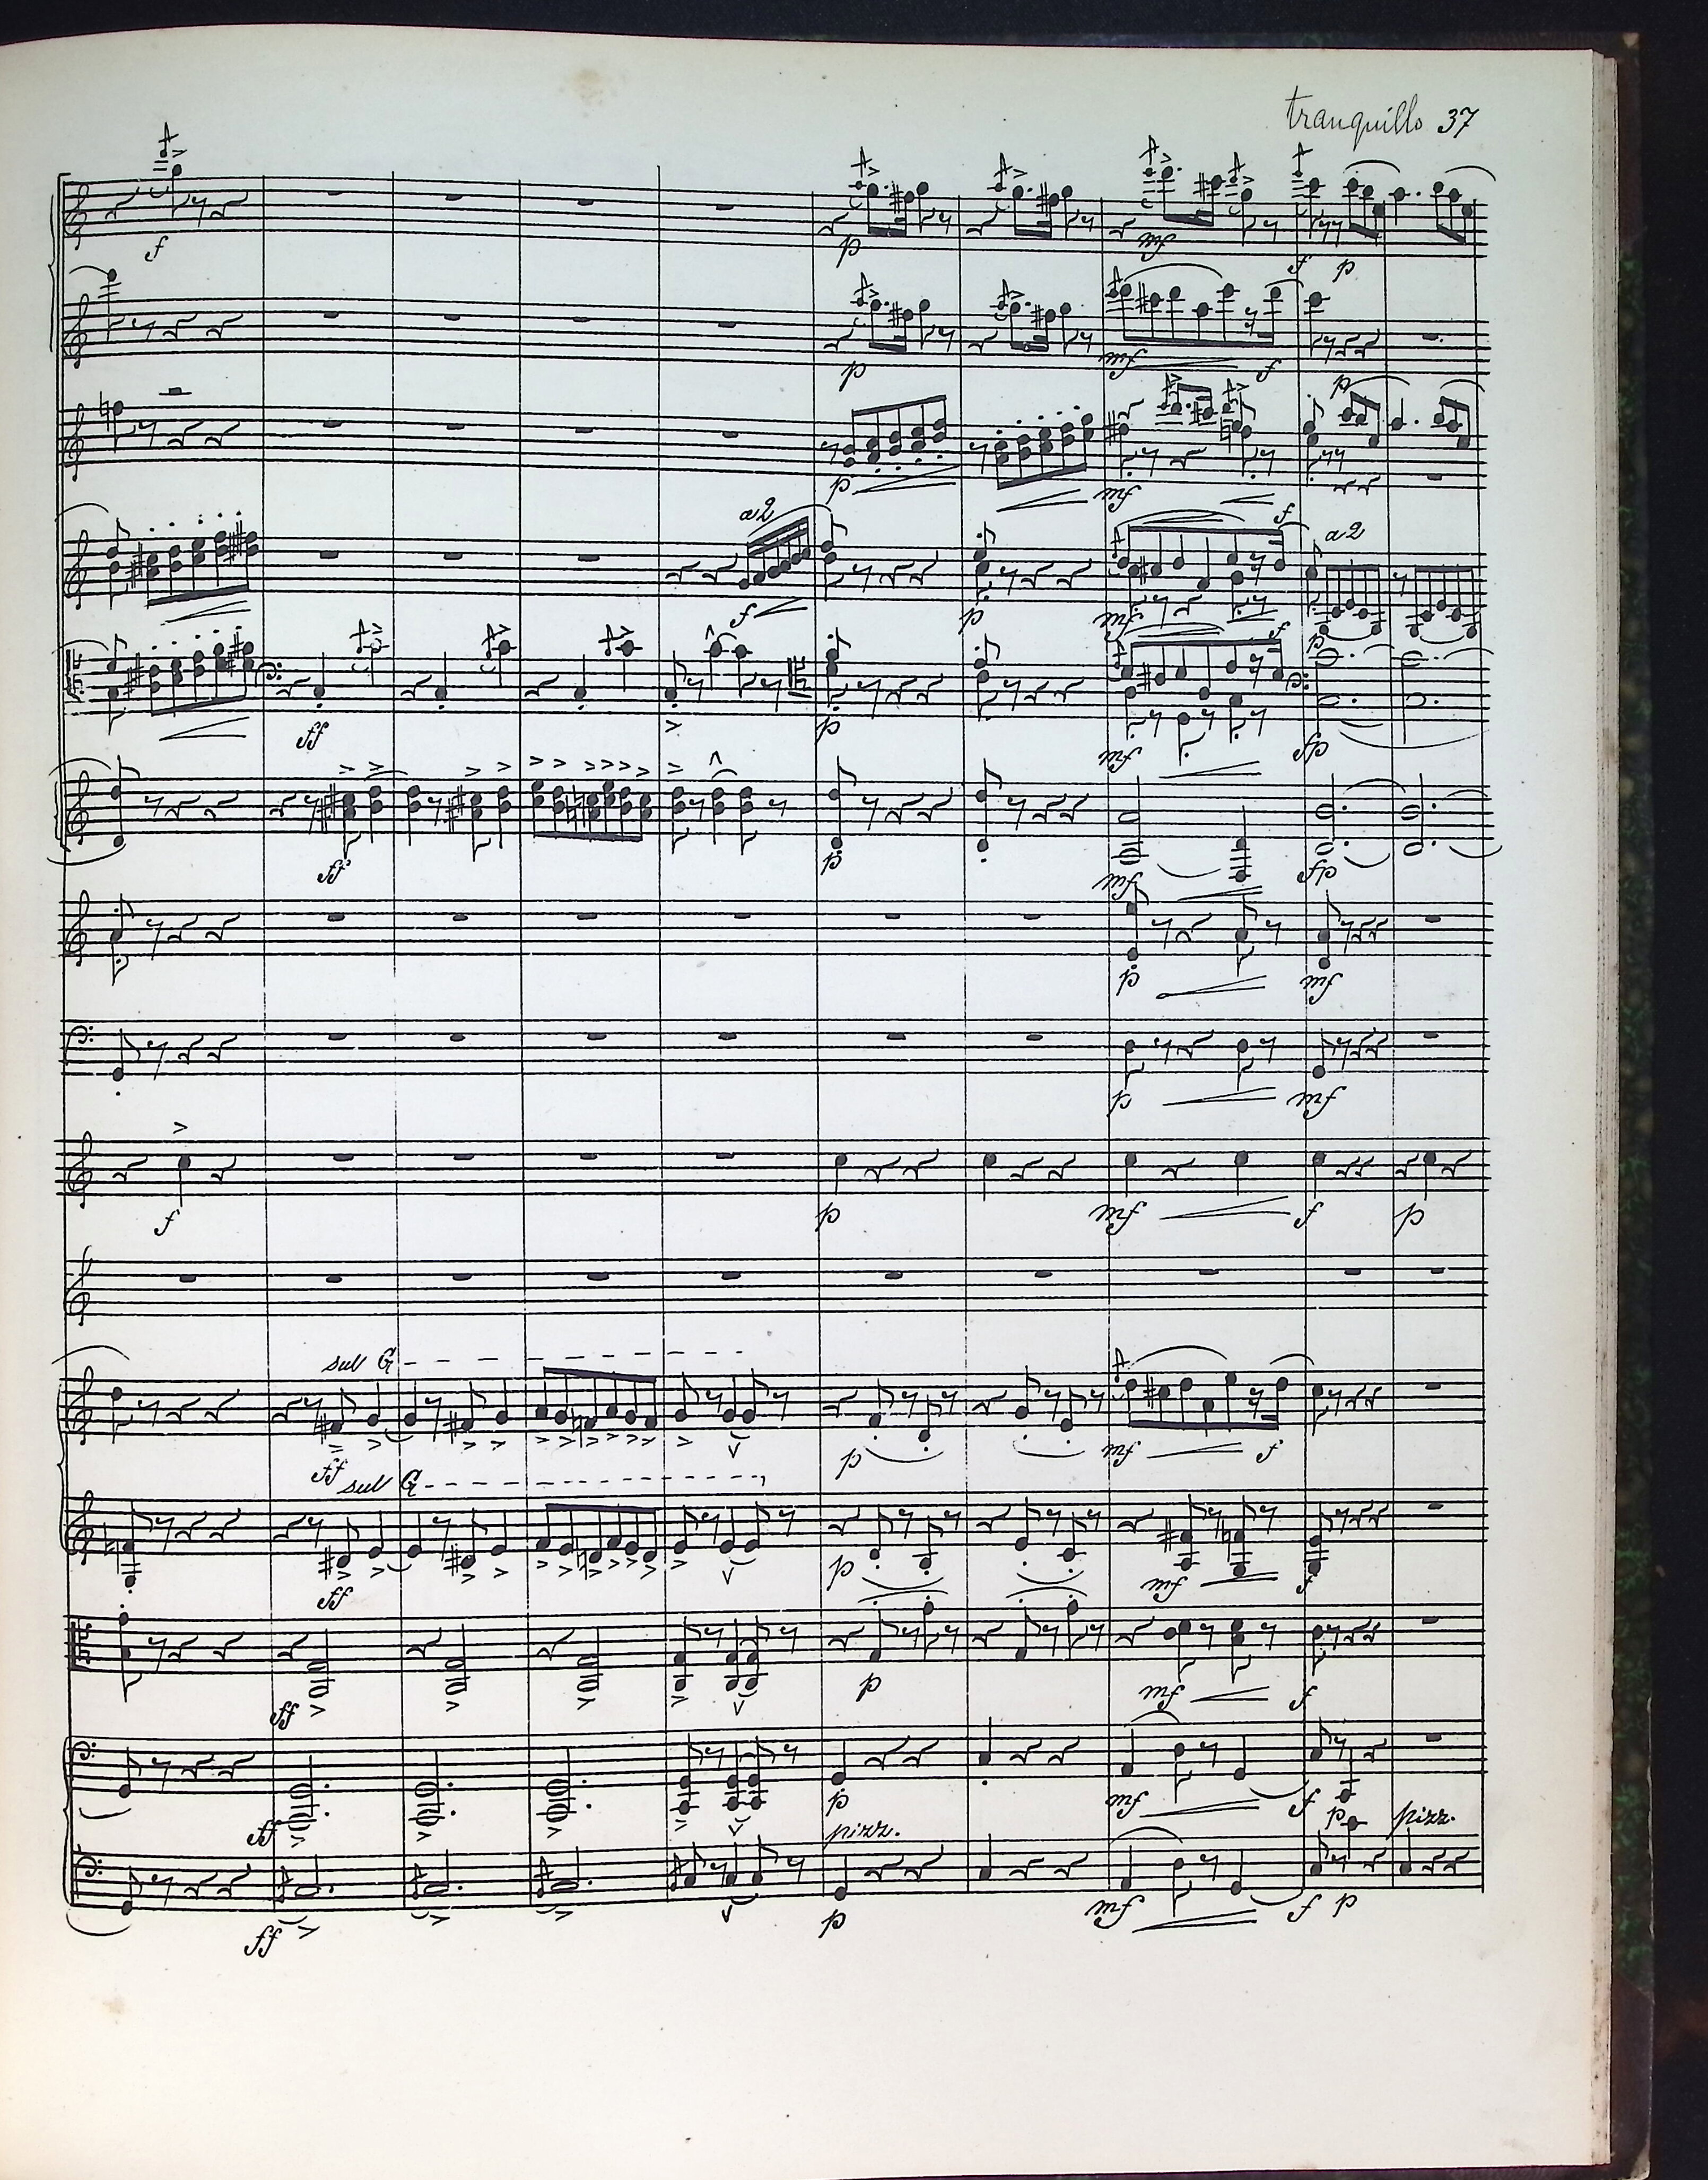 tranquillo 37
f
p p mf f p
p mf f
p
p mf
a2 f
a2
f p mf
f
ff p mf p
fp
ff p mf fp
p mf
p mf
f p mf f p
sul G
ff p mf f
sul G
ff p mf f
ff p mf f
ff p mf f p
pizz. pizz.
ff p mf f p